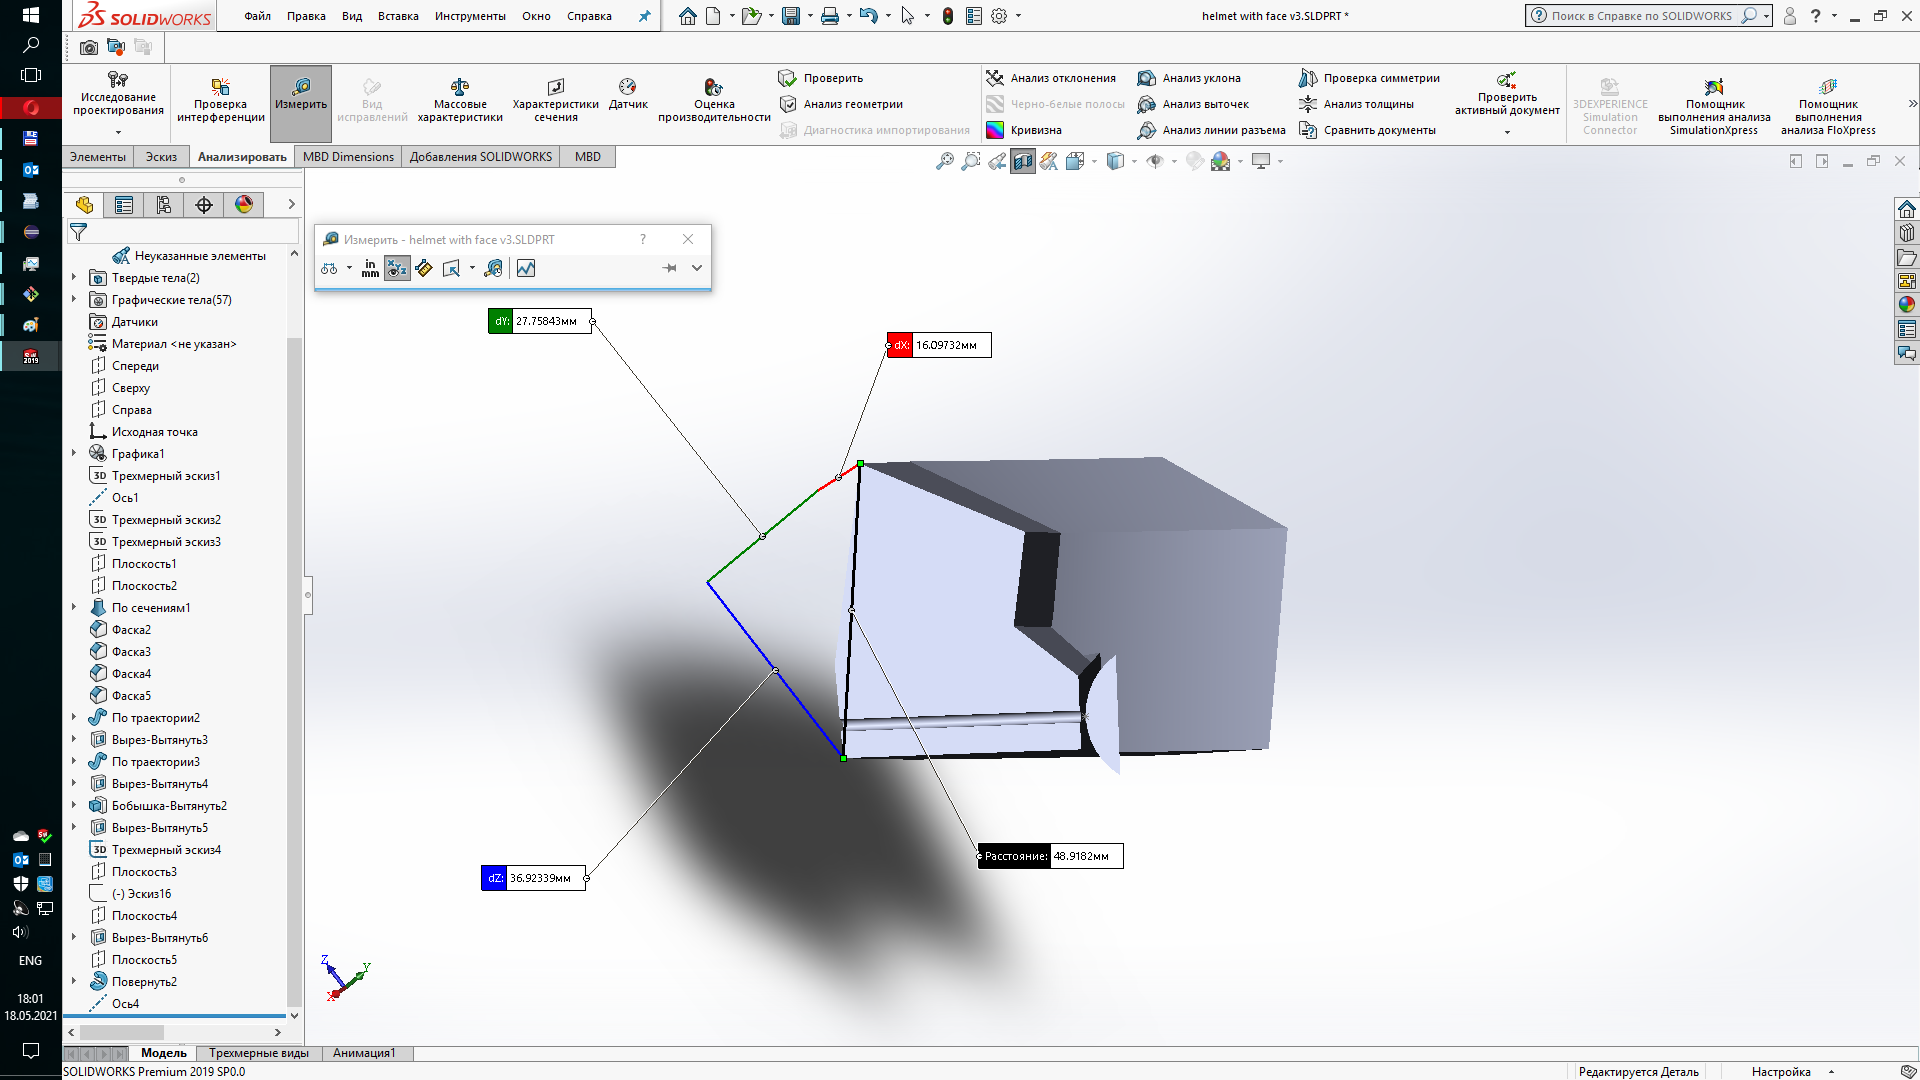 SOLIDWORKS
Файл Правка Вид Вставка Инструменты Окно Справка
helmet with face v3.SLDPRT *
Поиск в Справке по SOLIDWORKS
Исследование проектирования
Проверка интерференции
Измерить
Вид исправлений
Массовые характеристики
Характеристики сечения
Датчик
Оценка производительности
Проверить
Анализ геометрии
Диагностика импортирования
Анализ отклонения
Черно-белые полосы
Кривизна
Анализ уклона
Анализ выточек
Анализ линии разъема
Проверка симметрии
Анализ толщины
Сравнить документы
Проверить активный документ
3DEXPERIENCE Simulation Connector
Помощник выполнения анализа SimulationXpress
Помощник выполнения анализа FloXpress
Элементы Эскиз Анализировать MBD Dimensions Добавления SOLIDWORKS MBD
Неуказанные элементы
Твердые тела(2)
Графические тела(57)
Датчики
Материал <не указан>
Спереди
Сверху
Справа
Исходная точка
Графика1
3D Трехмерный эскиз1
Ось1
3D Трехмерный эскиз2
3D Трехмерный эскиз3
Плоскость1
Плоскость2
По сечениям1
Фаска2
Фаска3
Фаска4
Фаска5
По траектории2
Вырез-Вытянуть3
По траектории3
Вырез-Вытянуть4
Бобышка-Вытянуть2
Вырез-Вытянуть5
3D Трехмерный эскиз4
Плоскость3
(-) Эскиз16
Плоскость4
Вырез-Вытянуть6
Плоскость5
Повернуть2
Ось4
Измерить - helmet with face v3.SLDPRT ?
in
mm
dY: 27.75843мм
dX: 16.09732мм
dZ: 36.92339мм
Расстояние: 48.9182мм
Z
Y
X
Модель Трехмерные виды Анимация1
SOLIDWORKS Premium 2019 SP0.0
Редактируется Деталь Настройка
ENG
18:01
18.05.2021